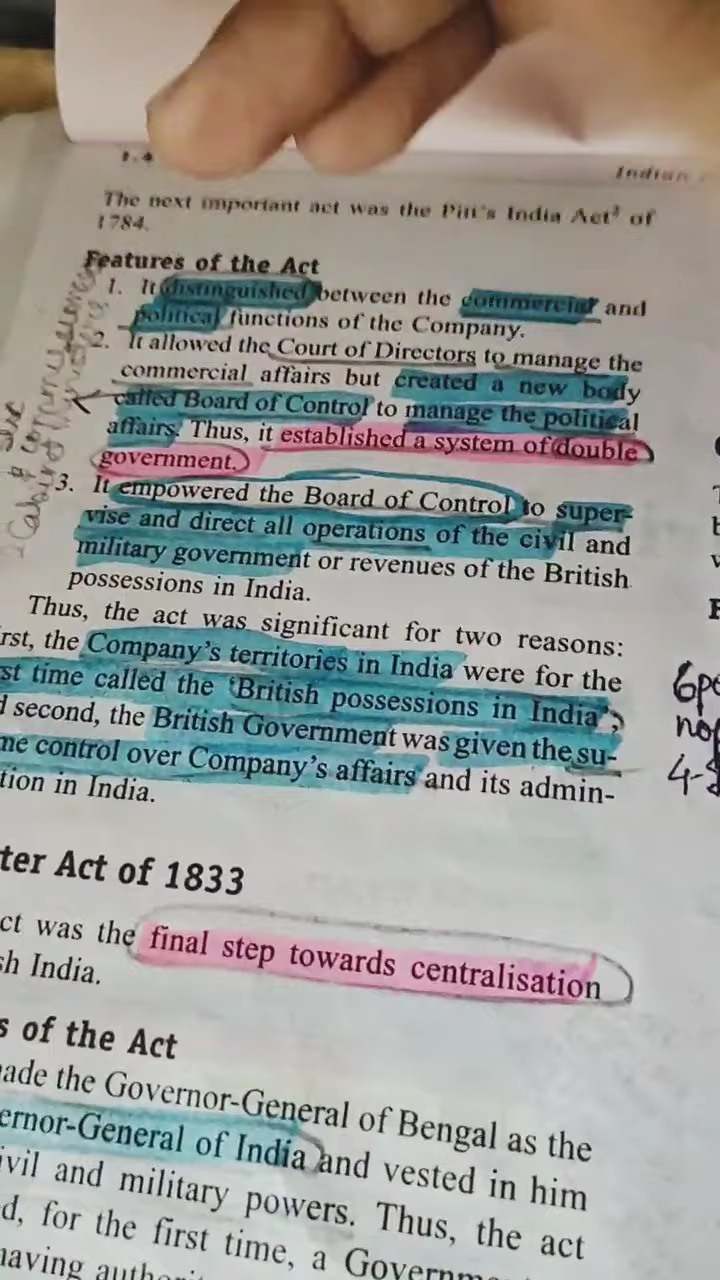 1.4
Indian
The next important act was the Pitt's India Act² of
1784.
Features of the Act
1. It distinguished between the commercial and
political functions of the Company.
2. It allowed the Court of Directors to manage the
commercial affairs but created a new body
called Board of Control to manage the political
affairs. Thus, it established a system of double
government.
3. It empowered the Board of Control to super-
vise and direct all operations of the civil and
military government or revenues of the British
possessions in India.
Thus, the act was significant for two reasons:
rst, the Company's territories in India were for the
st time called the 'British possessions in India';
d second, the British Government was given the su-
me control over Company's affairs and its admin-
tion in India.
ter Act of 1833
ct was the final step towards centralisation
sh India.
s of the Act
ade the Governor-General of Bengal as the
ernor-General of India and vested in him
ivil and military powers. Thus, the act
d, for the first time, a Governm
having author
4-